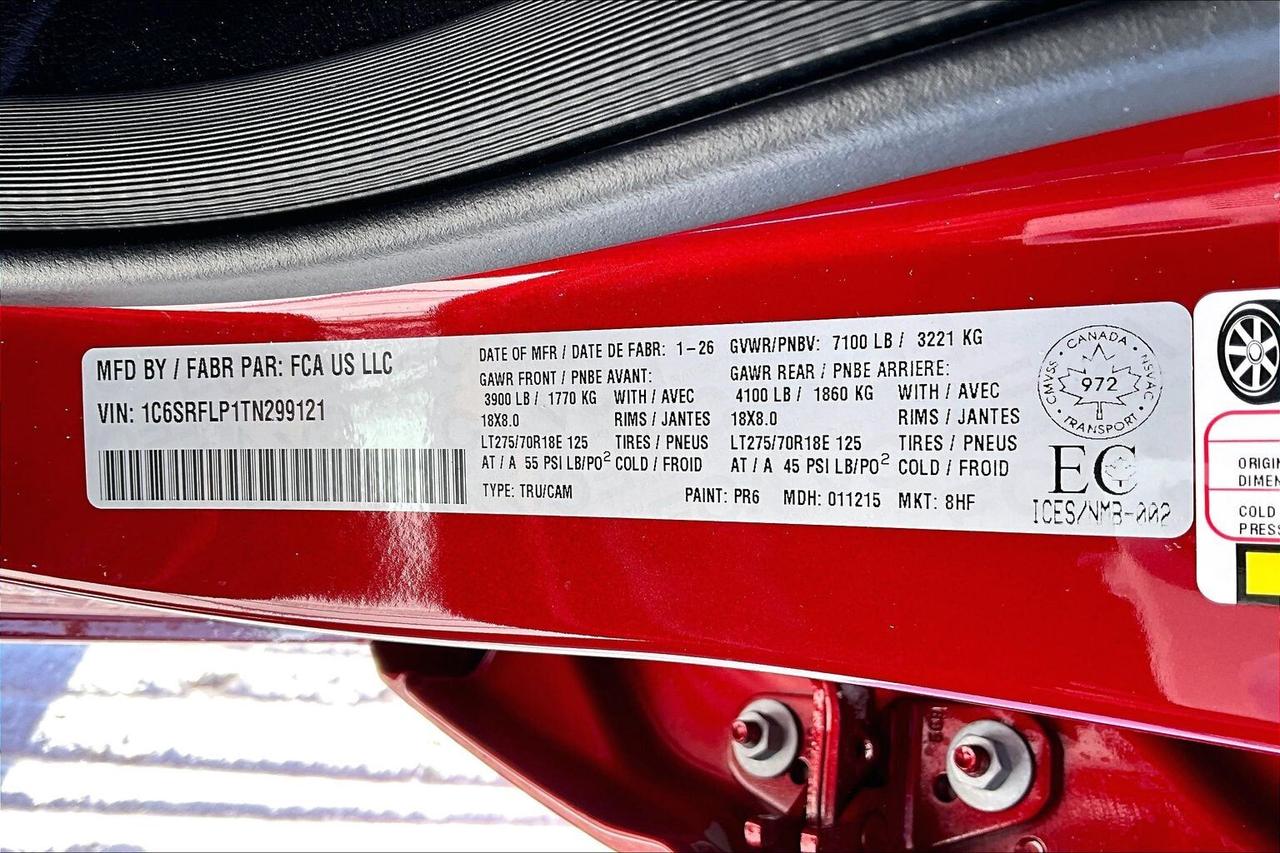 MFD BY / FABR PAR: FCA US LLC
VIN: 1C6SRFLP1TN299121
DATE OF MFR / DATE DE FABR: 1-26 GVWR/PNBV: 7100 LB / 3221 KG
GAWR FRONT / PNBE AVANT: GAWR REAR / PNBE ARRIERE:
3900 LB / 1770 KG WITH / AVEC 4100 LB / 1860 KG WITH / AVEC
18X8.0 RIMS / JANTES 18X8.0 RIMS / JANTES
LT275/70R18E 125 TIRES / PNEUS LT275/70R18E 125 TIRES / PNEUS
AT / A 55 PSI LB/PO² COLD / FROID AT / A 45 PSI LB/PO² COLD / FROID
TYPE: TRU/CAM PAINT: PR6 MDH: 011215 MKT: 8HF
CANADA
CMVSS 972 NSVAC
TRANSPORT
EC
ICES/NMB-002
ORIGIN
DIMEN
COLD
PRESS